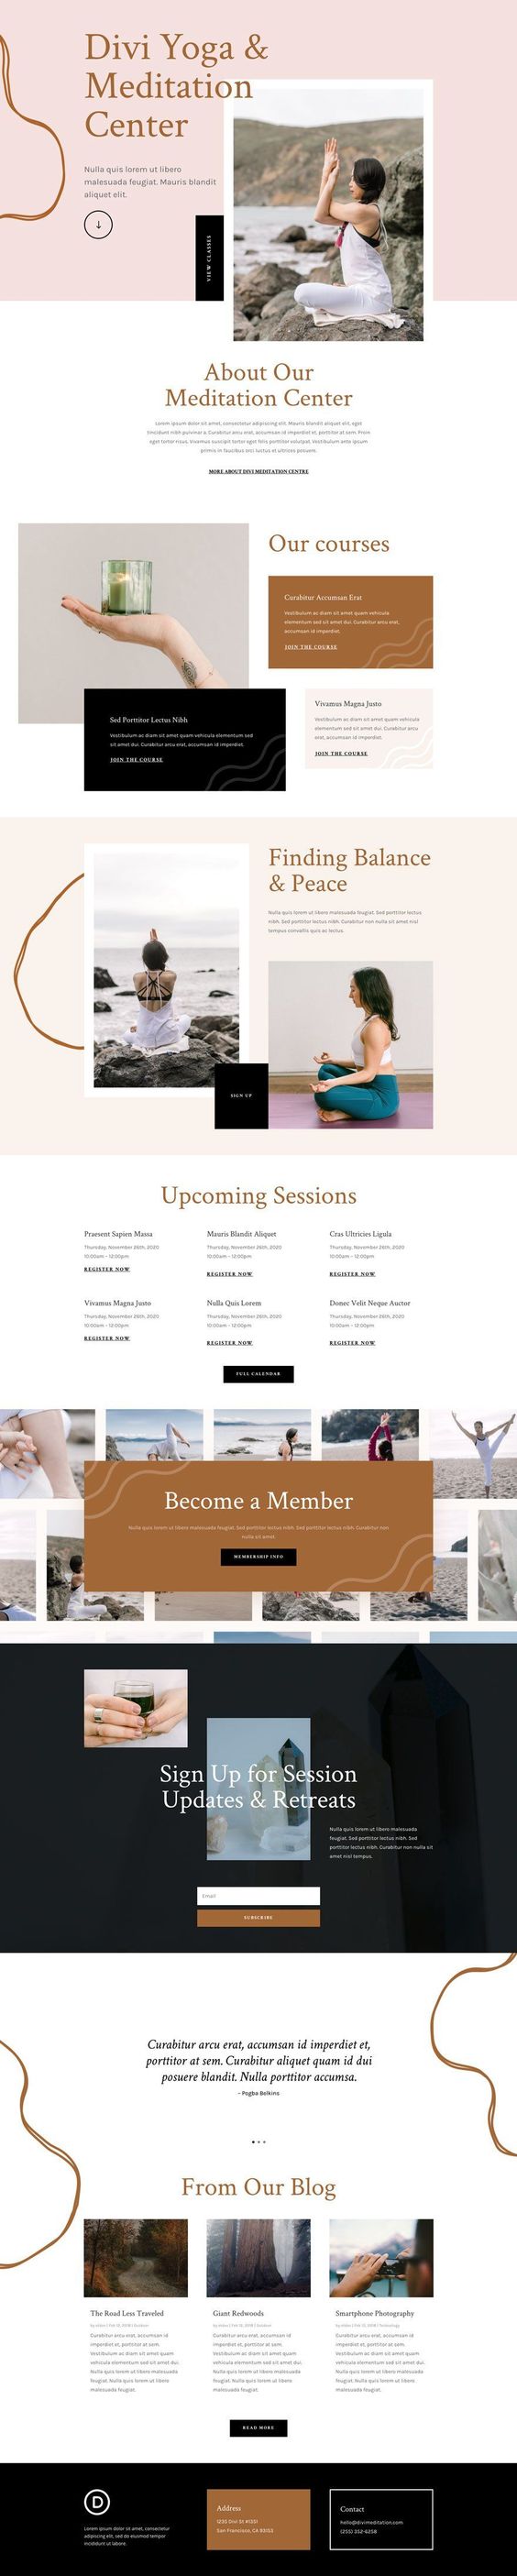 Divi Yoga &
Meditation
Center
Nulla quis lorem ut libero
malesuada feugiat. Mauris blandit
aliquet elit.
VIEW CLASSES
About Our
Meditation Center
Lorem ipsum dolor sit amet, consectetur adipiscing elit. Mauris blandit aliquet elit, eget
tincidunt nibh pulvinar a. Curabitur arcu erat, accumsan id imperdiet et, porttitor at sem. Proin
eget tortor risus. Vivamus suscipit tortor eget felis porttitor volutpat. Vestibulum ante ipsum
primis in faucibus orci luctus et ultrices posuere.
MORE ABOUT DIVI MEDITATION CENTRE
Our courses
Curabitur Accumsan Erat
Vestibulum ac diam sit amet quam vehicula
elementum sed sit amet dui. Curabitur arcu erat,
accumsan id imperdiet.
JOIN THE COURSE
Sed Porttitor Lectus Nibh
Vestibulum ac diam sit amet quam vehicula elementum sed
sit amet dui. Curabitur arcu erat, accumsan id imperdiet.
JOIN THE COURSE
Vivamus Magna Justo
Vestibulum ac diam sit amet quam vehicula
elementum sed sit amet dui. Curabitur arcu
erat, accumsan id imperdiet.
JOIN THE COURSE
Finding Balance
& Peace
Nulla quis lorem ut libero malesuada feugiat. Sed porttitor lectus
nibh. Sed porttitor lectus nibh. Curabitur non nulla sit amet nisl
tempus convallis quis ac lectus.
SIGN UP
Upcoming Sessions
Praesent Sapien Massa
Thursday, November 26th, 2020
10:00am – 12:00pm
REGISTER NOW
Mauris Blandit Aliquet
Thursday, November 26th, 2020
10:00am – 12:00pm
REGISTER NOW
Cras Ultricies Ligula
Thursday, November 26th, 2020
10:00am – 12:00pm
REGISTER NOW
Vivamus Magna Justo
Thursday, November 26th, 2020
10:00am – 12:00pm
REGISTER NOW
Nulla Quis Lorem
Thursday, November 26th, 2020
10:00am – 12:00pm
REGISTER NOW
Donec Velit Neque Auctor
Thursday, November 26th, 2020
10:00am – 12:00pm
REGISTER NOW
FULL CALENDAR
Become a Member
Nulla quis lorem ut libero malesuada feugiat. Sed porttitor lectus nibh. Sed porttitor lectus nibh. Curabitur non
nulla sit amet.
MEMBERSHIP INFO
Sign Up for Session
Updates & Retreats
Nulla quis lorem ut libero malesuada
feugiat. Sed porttitor lectus nibh. Sed
porttitor lectus nibh. Curabitur non nulla sit
amet nisl tempus.
Email
SUBSCRIBE
Curabitur arcu erat, accumsan id imperdiet et,
porttitor at sem. Curabitur aliquet quam id dui
posuere blandit. Nulla porttitor accumsa.
– Pogba Belkins
From Our Blog
The Road Less Traveled
Curabitur arcu erat, accumsan id
imperdiet et, porttitor at sem.
Vestibulum ac diam sit amet quam
vehicula elementum sed sit amet dui.
Nulla quis lorem ut libero malesuada
feugiat. Nulla quis lorem ut libero
malesuada feugiat.
Giant Redwoods
Curabitur arcu erat, accumsan id
imperdiet et, porttitor at sem.
Vestibulum ac diam sit amet quam
vehicula elementum sed sit amet dui.
Nulla quis lorem ut libero malesuada
feugiat. Nulla quis lorem ut libero
malesuada feugiat.
Smartphone Photography
Curabitur arcu erat, accumsan id
imperdiet et, porttitor at sem.
Vestibulum ac diam sit amet quam
vehicula elementum sed sit amet dui.
Nulla quis lorem ut libero malesuada
feugiat. Nulla quis lorem ut libero
malesuada feugiat.
READ MORE
D
Lorem ipsum dolor sit amet, consectetur
adipiscing elit, sed do eiusmod tempor
incididunt ut labore.
Address
1235 Divi St #1201
San Francisco, CA 93153
Contact
hello@divimeditation.com
(255) 352-6258